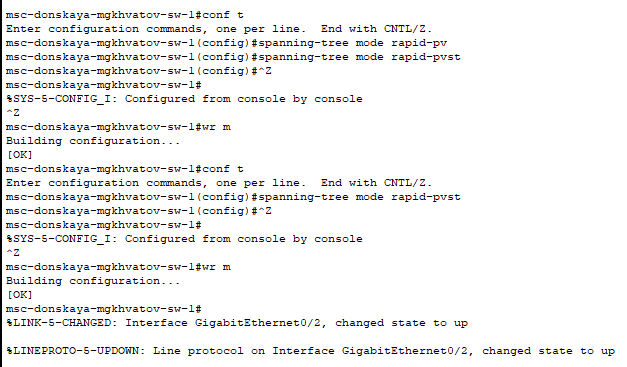 msc-donskaya-mgkhvatov-sw-1#conf t
Enter configuration commands, one per line.  End with CNTL/Z.
msc-donskaya-mgkhvatov-sw-1(config)#spanning-tree mode rapid-pv
msc-donskaya-mgkhvatov-sw-1(config)#spanning-tree mode rapid-pvst
msc-donskaya-mgkhvatov-sw-1(config)#^Z
msc-donskaya-mgkhvatov-sw-1#
%SYS-5-CONFIG_I: Configured from console by console
^Z
msc-donskaya-mgkhvatov-sw-1#wr m
Building configuration...
[OK]
msc-donskaya-mgkhvatov-sw-1#conf t
Enter configuration commands, one per line.  End with CNTL/Z.
msc-donskaya-mgkhvatov-sw-1(config)#spanning-tree mode rapid-pvst
msc-donskaya-mgkhvatov-sw-1(config)#^Z
msc-donskaya-mgkhvatov-sw-1#
%SYS-5-CONFIG_I: Configured from console by console
^Z
msc-donskaya-mgkhvatov-sw-1#wr m
Building configuration...
[OK]
msc-donskaya-mgkhvatov-sw-1#
%LINK-5-CHANGED: Interface GigabitEthernet0/2, changed state to up
%LINEPROTO-5-UPDOWN: Line protocol on Interface GigabitEthernet0/2, changed state to up